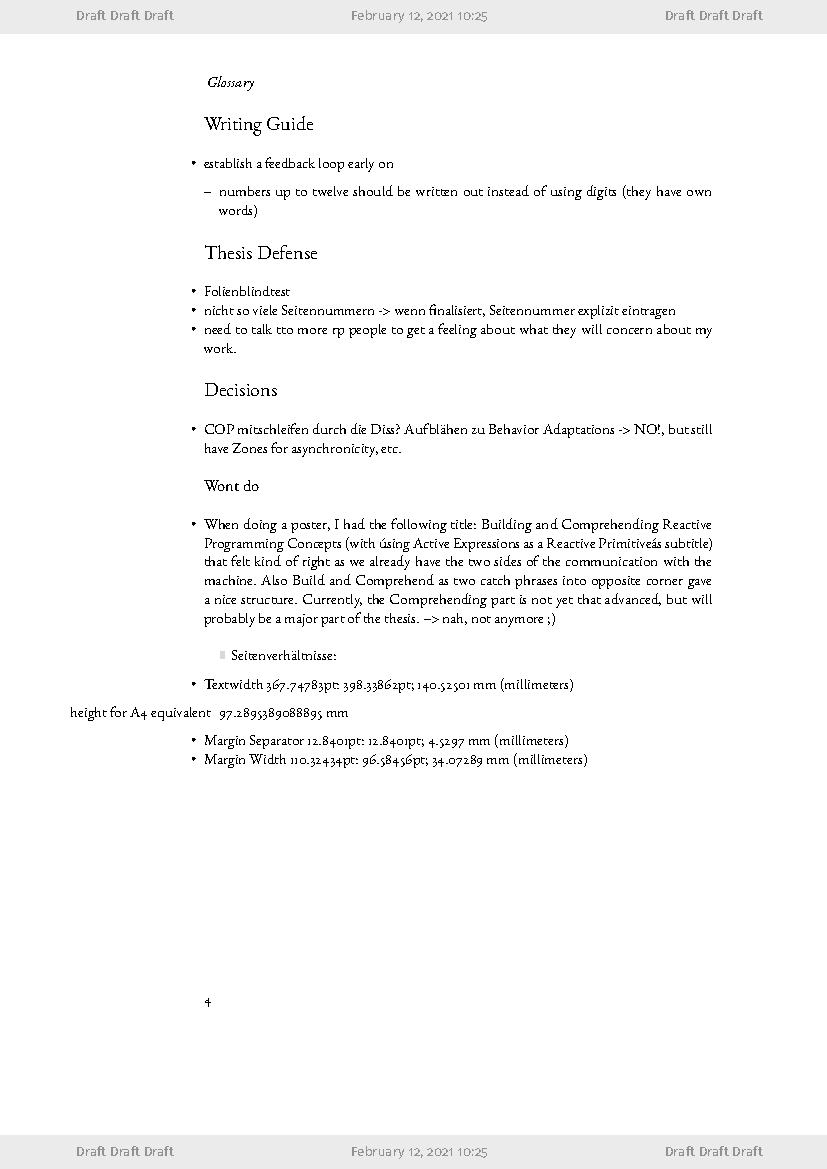 Draft Draft Draft February 12, 2021 10:25 Draft Draft Draft
Glossary
Writing Guide
• establish a feedback loop early on
– numbers up to twelve should be written out instead of using digits (they have own
words)
Thesis Defense
• Folienblindtest
• nicht so viele Seitennummern -> wenn finalisiert, Seitennummer explizit eintragen
• need to talk tto more rp people to get a feeling about what they will concern about my
work.
Decisions
• COP mitschleifen durch die Diss? Aufblähen zu Behavior Adaptations -> NO!, but still
have Zones for asynchronicity, etc.
Wont do
• When doing a poster, I had the following title: Building and Comprehending Reactive
Programming Concepts (with úsing Active Expressions as a Reactive Primitiveás subtitle)
that felt kind of right as we already have the two sides of the communication with the
machine. Also Build and Comprehend as two catch phrases into opposite corner gave
a nice structure. Currently, the Comprehending part is not yet that advanced, but will
probably be a major part of the thesis. –> nah, not anymore ;)
Seitenverhältnisse:
• Textwidth 367.74783pt: 398.33862pt; 140.52501 mm (millimeters)
height for A4 equivalent 97.2895389088895 mm
• Margin Separator 12.8401pt: 12.8401pt; 4.5297 mm (millimeters)
• Margin Width 110.32434pt: 96.58456pt; 34.07289 mm (millimeters)
4
Draft Draft Draft February 12, 2021 10:25 Draft Draft Draft